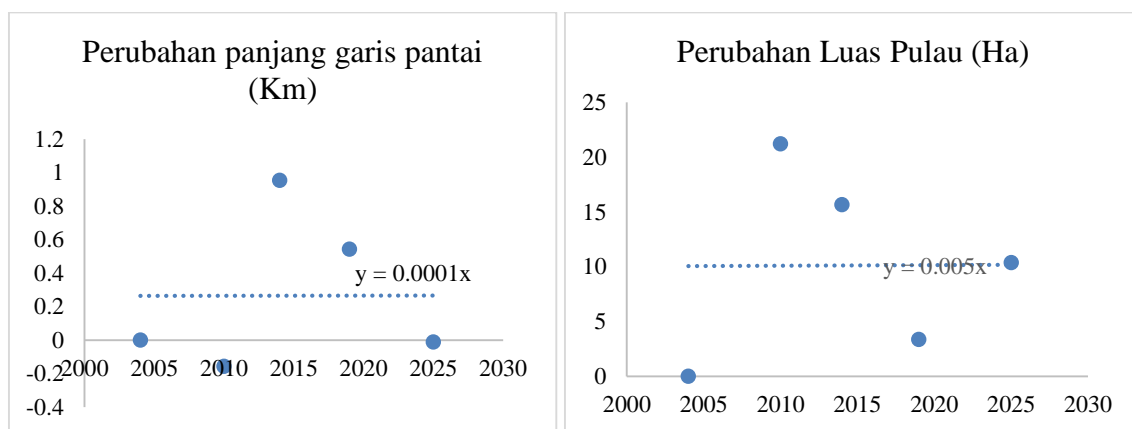 Perubahan panjang garis pantai
(Km)
1.2
1
0.8
0.6
0.4
0.2
0
-0.2
-0.4
2000 2005 2010 2015 2020 2025 2030
y = 0.0001x
Perubahan Luas Pulau (Ha)
25
20
15
10
5
0
2000 2005 2010 2015 2020 2025 2030
y = 0.005x